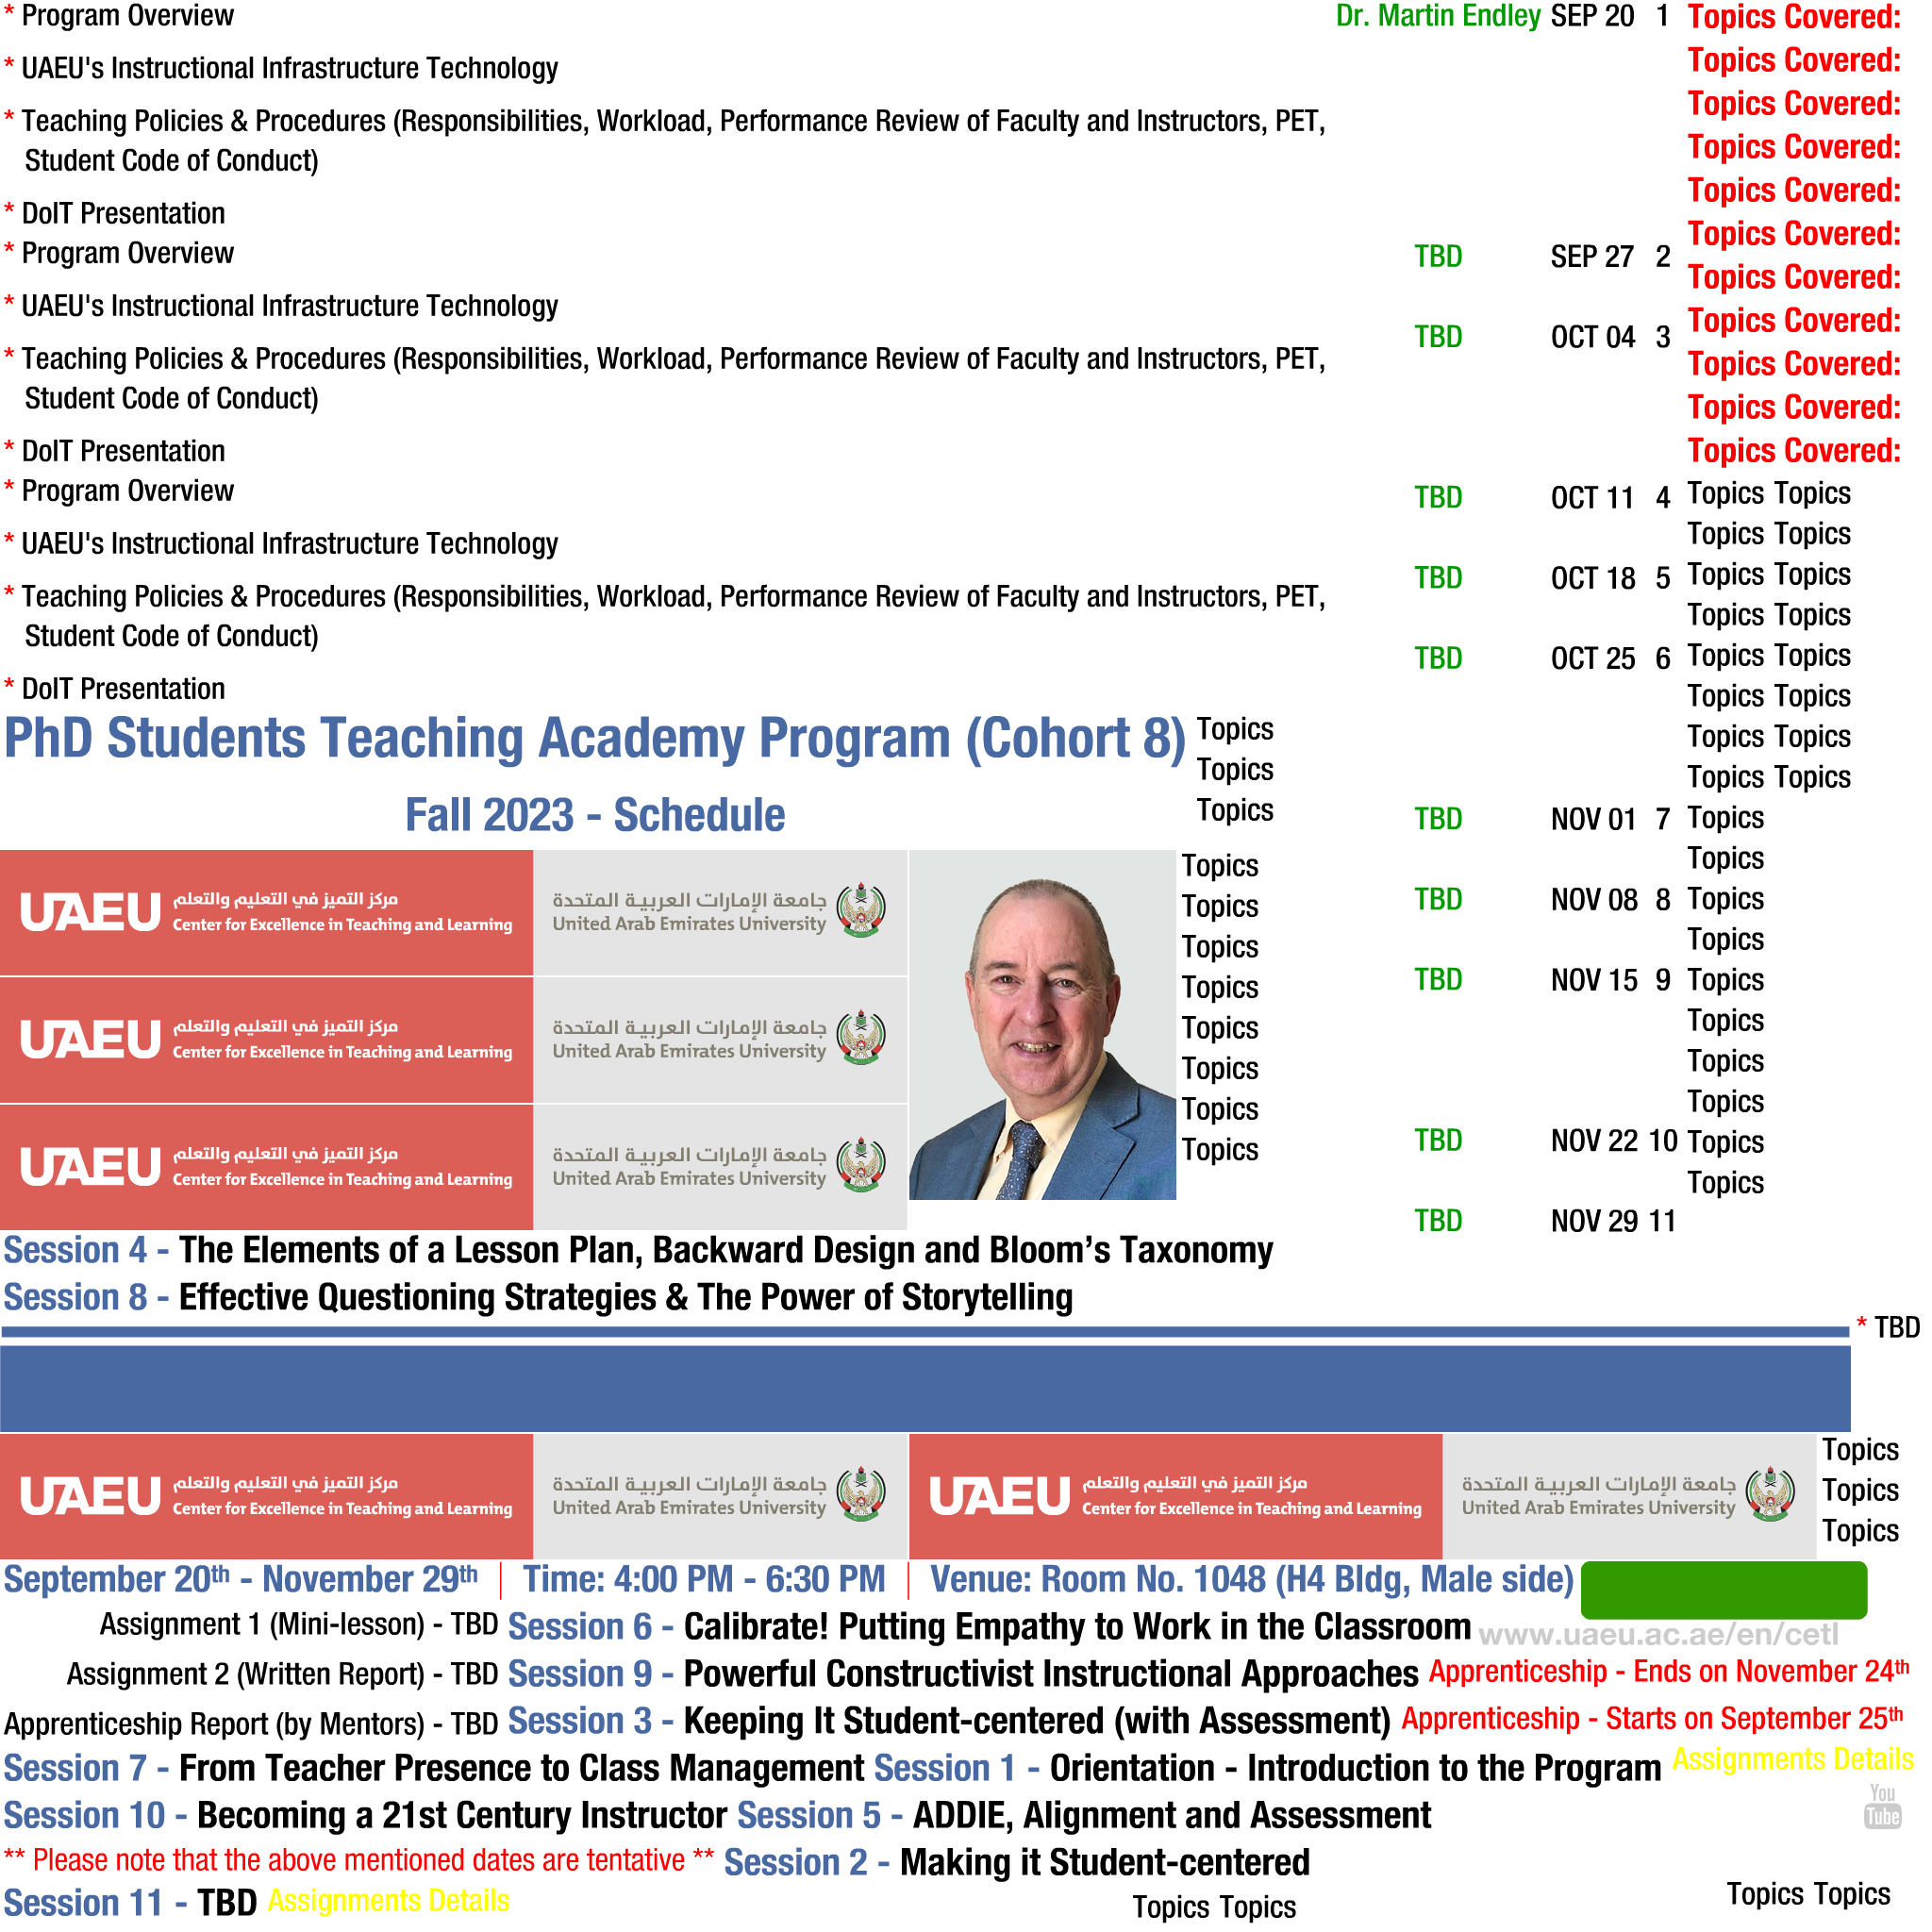 * Program Overview
* UAEU's Instructional Infrastructure Technology
* Teaching Policies & Procedures (Responsibilities, Workload, Performance Review of Faculty and Instructors, PET,
Student Code of Conduct)
* DoIT Presentation
* Program Overview
* UAEU's Instructional Infrastructure Technology
* Teaching Policies & Procedures (Responsibilities, Workload, Performance Review of Faculty and Instructors, PET,
Student Code of Conduct)
* DoIT Presentation
* Program Overview
* UAEU's Instructional Infrastructure Technology
* Teaching Policies & Procedures (Responsibilities, Workload, Performance Review of Faculty and Instructors, PET,
Student Code of Conduct)
* DoIT Presentation
Dr. Martin Endley SEP 20 1
TBD SEP 27 2
TBD OCT 04 3
TBD OCT 11 4
TBD OCT 18 5
TBD OCT 25 6
TBD NOV 01 7
TBD NOV 08 8
TBD NOV 15 9
TBD NOV 22 10
TBD NOV 29 11
Topics Covered:
Topics Covered:
Topics Covered:
Topics Covered:
Topics Covered:
Topics Covered:
Topics Covered:
Topics Covered:
Topics Covered:
Topics Covered:
Topics Covered:
Topics Topics
Topics Topics
Topics Topics
Topics Topics
Topics Topics
Topics Topics
Topics Topics
Topics Topics
Topics
Topics
Topics
Topics
Topics
Topics
Topics
Topics
Topics
Topics
PhD Students Teaching Academy Program (Cohort 8)
Fall 2023 - Schedule
Topics
Topics
Topics
UAEU مركز التميز في التعليم والتعلم
Center for Excellence in Teaching and Learning
جامعة الإمارات العربية المتحدة
United Arab Emirates University
UAEU مركز التميز في التعليم والتعلم
Center for Excellence in Teaching and Learning
جامعة الإمارات العربية المتحدة
United Arab Emirates University
UAEU مركز التميز في التعليم والتعلم
Center for Excellence in Teaching and Learning
جامعة الإمارات العربية المتحدة
United Arab Emirates University
Topics
Topics
Topics
Topics
Topics
Topics
Topics
Topics
Session 4 - The Elements of a Lesson Plan, Backward Design and Bloom’s Taxonomy
Session 8 - Effective Questioning Strategies & The Power of Storytelling
* TBD
UAEU مركز التميز في التعليم والتعلم
Center for Excellence in Teaching and Learning
جامعة الإمارات العربية المتحدة
United Arab Emirates University
UAEU مركز التميز في التعليم والتعلم
Center for Excellence in Teaching and Learning
جامعة الإمارات العربية المتحدة
United Arab Emirates University
Topics
Topics
Topics
September 20th - November 29th | Time: 4:00 PM - 6:30 PM | Venue: Room No. 1048 (H4 Bldg, Male side)
Assignment 1 (Mini-lesson) - TBD Session 6 - Calibrate! Putting Empathy to Work in the Classroom www.uaeu.ac.ae/en/cetl
Assignment 2 (Written Report) - TBD Session 9 - Powerful Constructivist Instructional Approaches Apprenticeship - Ends on November 24th
Apprenticeship Report (by Mentors) - TBD Session 3 - Keeping It Student-centered (with Assessment) Apprenticeship - Starts on September 25th
Session 7 - From Teacher Presence to Class Management Session 1 - Orientation - Introduction to the Program Assignments Details
Session 10 - Becoming a 21st Century Instructor Session 5 - ADDIE, Alignment and Assessment
You
Tube
** Please note that the above mentioned dates are tentative ** Session 2 - Making it Student-centered
Session 11 - TBD Assignments Details
Topics Topics
Topics Topics